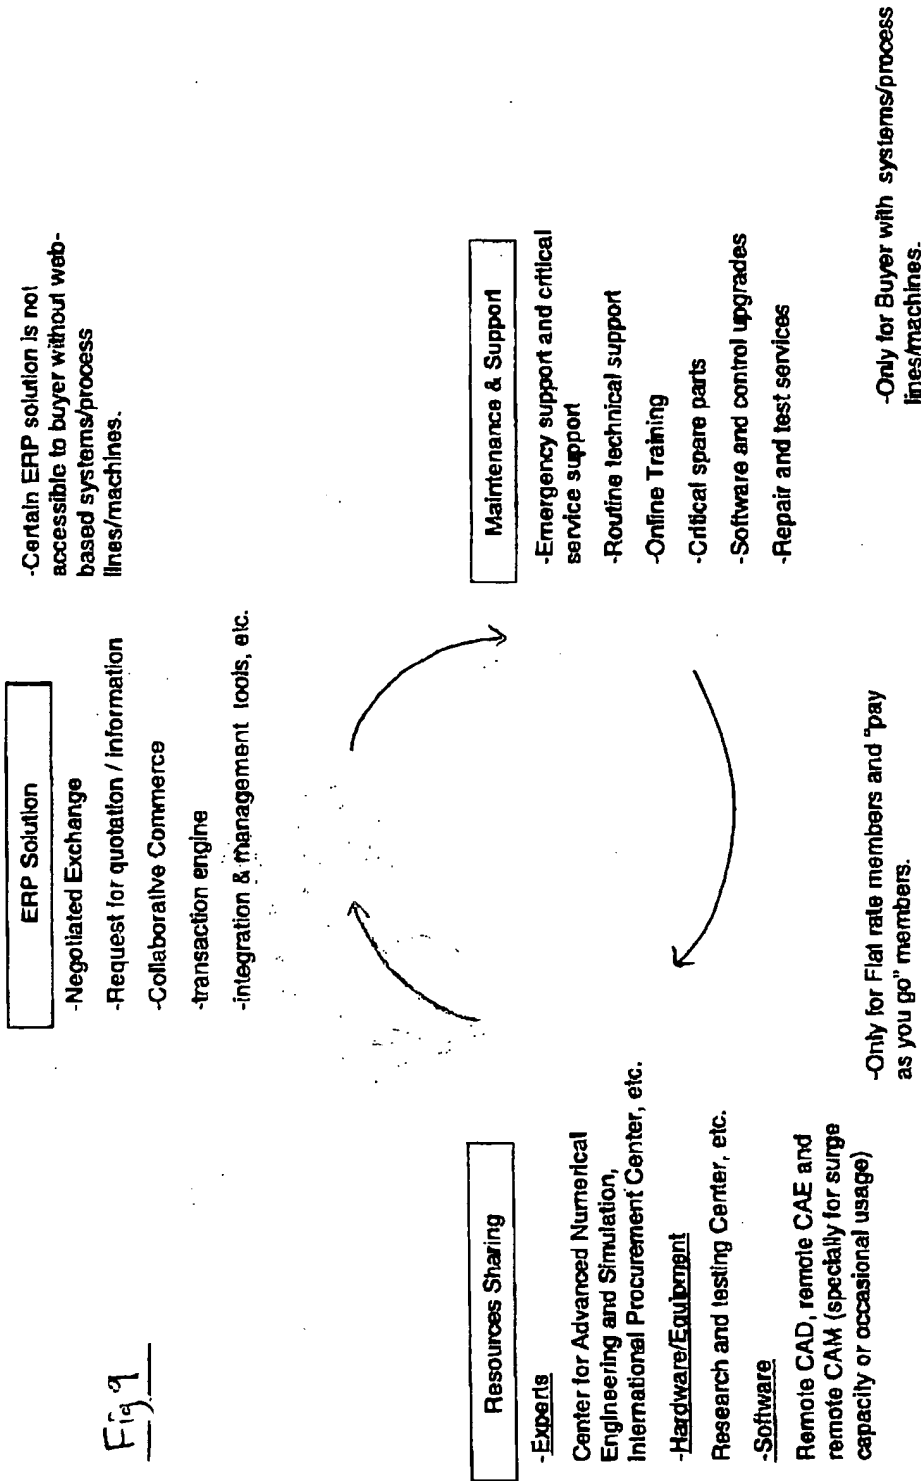 Fig 9
ERP Solution
-Negotiated Exchange
-Request for quotation / information
-Collaborative Commerce
-transaction engine
-integration & management tools, etc.
-Certain ERP solution is not
accessible to buyer without web-
based systems/process
lines/machines.
Resources Sharing
-Experts
Center for Advanced Numerical
Engineering and Simulation,
International Procurement Center, etc.
-Hardware/Equipment
Research and testing Center, etc.
-Software
Remote CAD, remote CAE and
remote CAM (specially for surge
capacity or occasional usage)
-Only for Flat rate members and "pay
as you go" members.
Maintenance & Support
-Emergency support and critical
service support
-Routine technical support
-Online Training
-Critical spare parts
-Software and control upgrades
-Repair and test services
-Only for Buyer with systems/process
lines/machines.